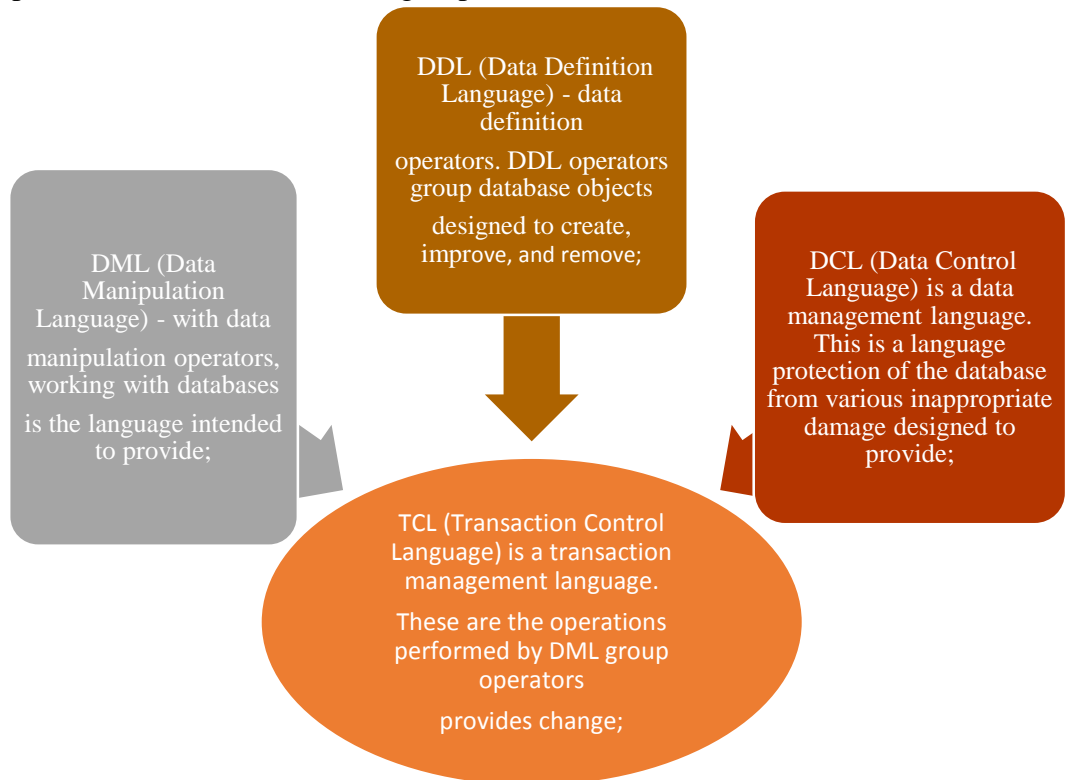 DDL (Data Definition
Language) - data
definition
operators. DDL operators
group database objects
designed to create,
improve, and remove;
DML (Data
Manipulation
Language) - with data
manipulation operators,
working with databases
is the language intended
to provide;
DCL (Data Control
Language) is a data
management language.
This is a language
protection of the database
from various inappropriate
damage designed to
provide;
TCL (Transaction Control
Language) is a transaction
management language.
These are the operations
performed by DML group
operators
provides change;